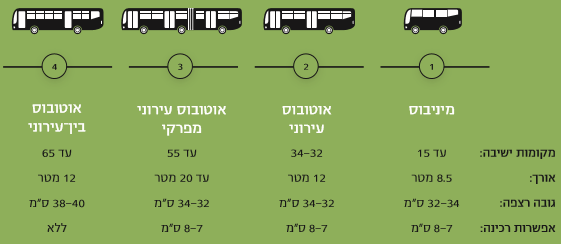 1 2 3 4
מיניבוס אוטובוס עירוני אוטובוס עירוני מפרקי אוטובוס בין־עירוני
מקומות ישיבה: עד 15 34–32 עד 55 עד 65
אורך: 8.5 מטר 12 מטר עד 20 מטר 12 מטר
גובה רצפה: 34–32 ס״מ 34–32 ס״מ 34–32 ס״מ 40–38 ס״מ
אפשרות רכינה: 8–7 ס״מ 8–7 ס״מ 8–7 ס״מ ללא